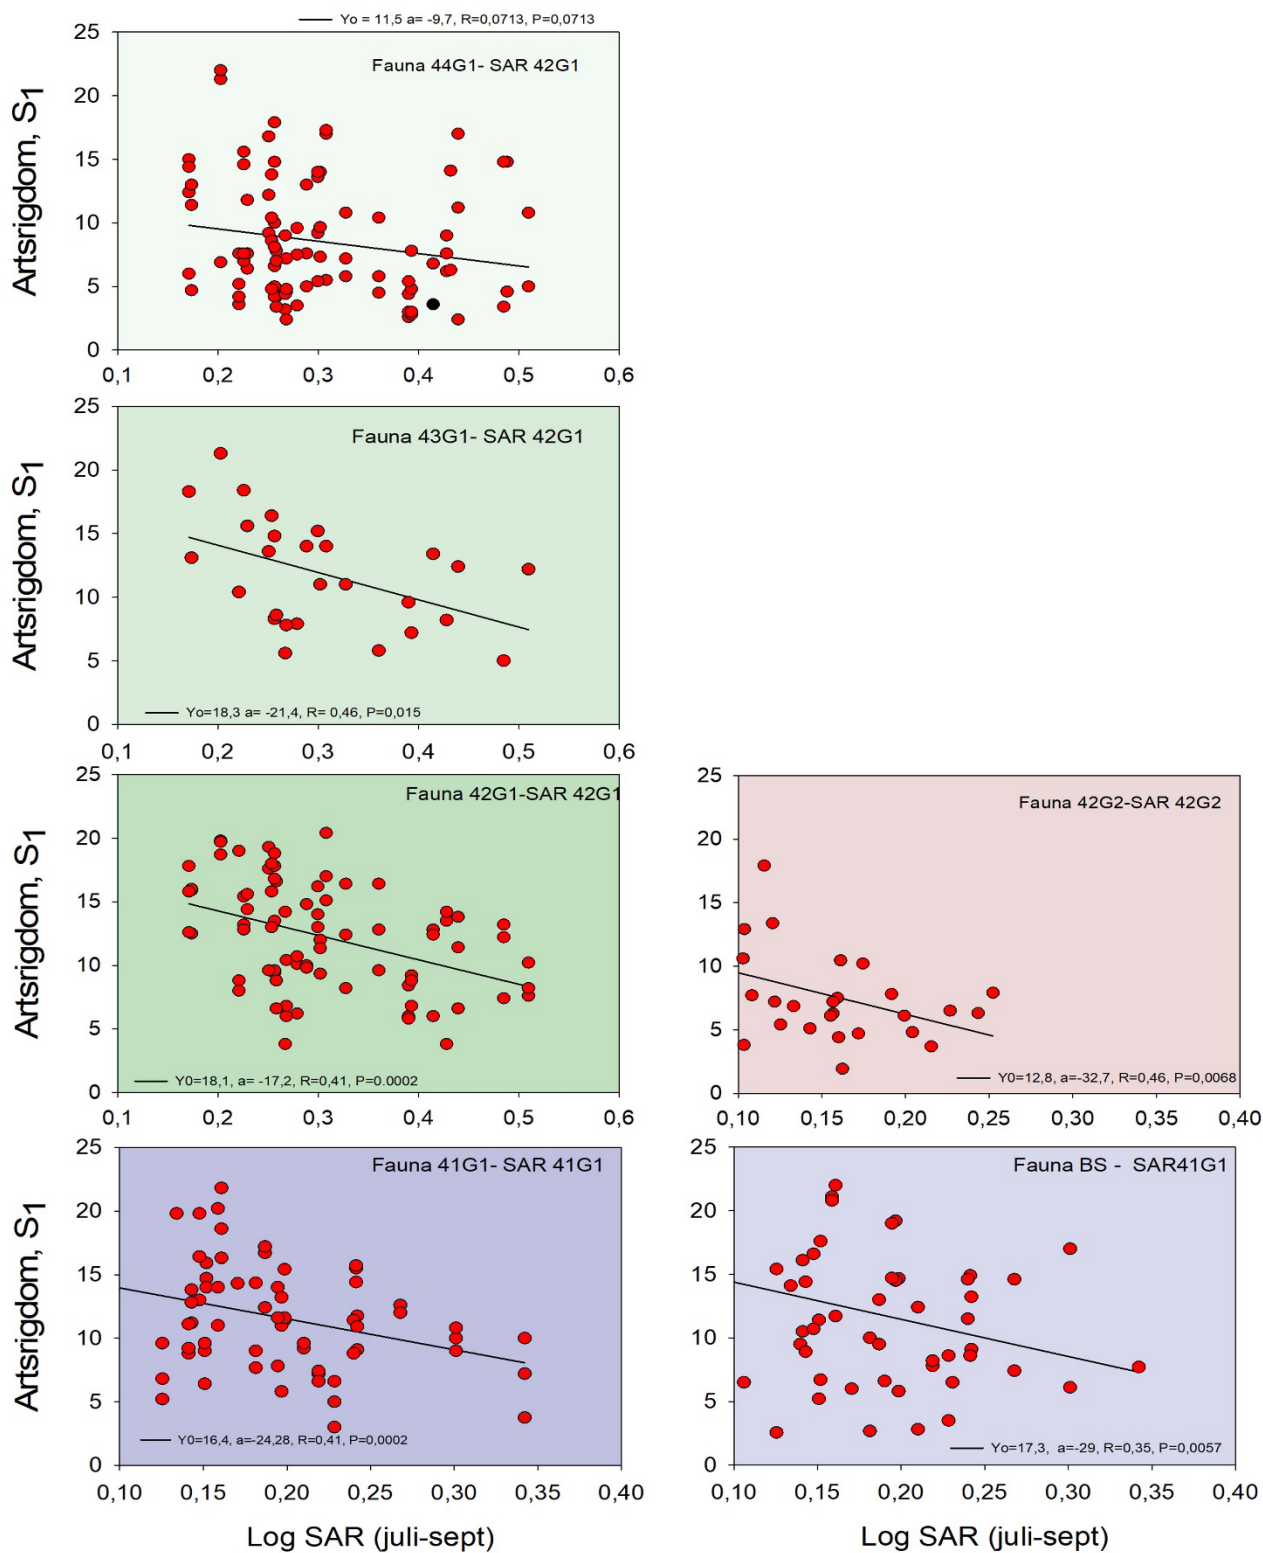 Yo = 11,5 a= -9,7, R=0,0713, P=0,0713
Fauna 44G1- SAR 42G1
Artsrigdom, S1
25
20
15
10
5
0
0,1 0,2 0,3 0,4 0,5 0,6
Fauna 43G1- SAR 42G1
Artsrigdom, S1
25
20
15
10
5
0
Yo=18,3 a= -21,4, R= 0,46, P=0,015
0,1 0,2 0,3 0,4 0,5 0,6
Fauna 42G1-SAR 42G1
Artsrigdom, S1
25
20
15
10
5
0
Y0=18,1, a= -17,2, R=0,41, P=0.0002
0,1 0,2 0,3 0,4 0,5 0,6
Fauna 42G2-SAR 42G2
25
20
15
10
5
0
Y0=12,8, a=-32,7, R=0,46, P=0,0068
0,10 0,15 0,20 0,25 0,30 0,35 0,40
Fauna 41G1- SAR 41G1
Artsrigdom, S1
25
20
15
10
5
0
Y0=16,4, a=-24,28, R=0,41, P=0,0002
0,10 0,15 0,20 0,25 0,30 0,35 0,40
Log SAR (juli-sept)
Fauna BS - SAR41G1
25
20
15
10
5
0
Yo=17,3, a=-29, R=0,35, P=0,0057
0,10 0,15 0,20 0,25 0,30 0,35 0,40
Log SAR (juli-sept)